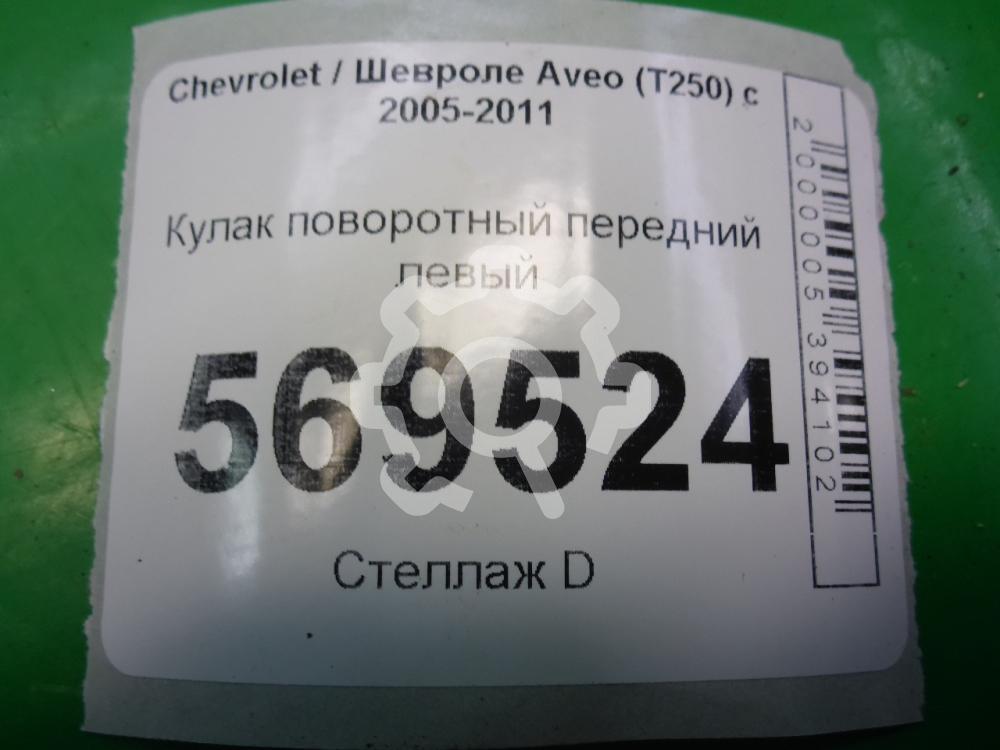 Chevrolet / Шевроле Aveo (T250) с
2005-2011
Кулак поворотный передний
левый
569524
Стеллаж D
2000005394102